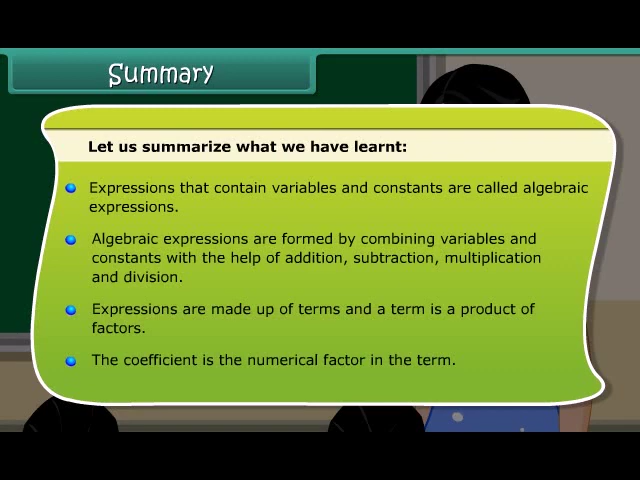 Summary
Let us summarize what we have learnt:
Expressions that contain variables and constants are called algebraic
expressions.
Algebraic expressions are formed by combining variables and
constants with the help of addition, subtraction, multiplication
and division.
Expressions are made up of terms and a term is a product of
factors.
The coefficient is the numerical factor in the term.